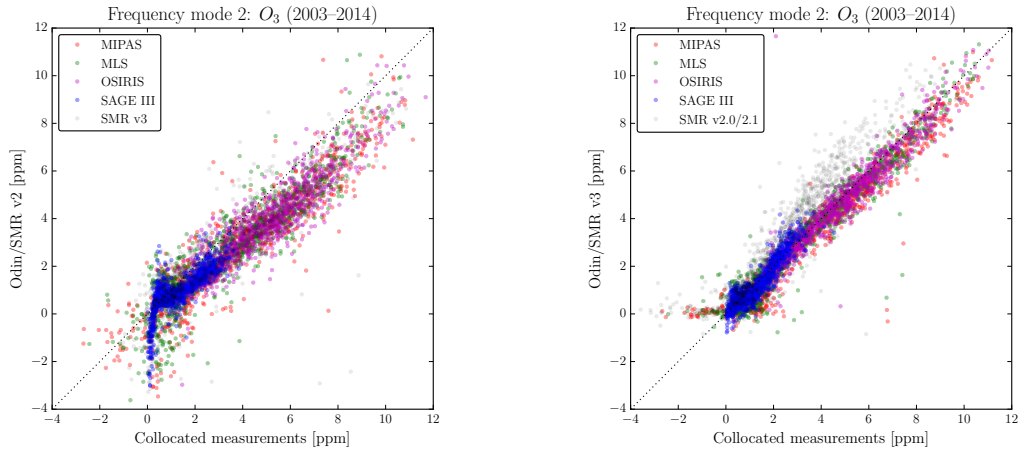 Frequency mode 2: O3 (2003–2014)
12
10
8
6
4
2
0
−2
−4
Odin/SMR v2 [ppm]
MIPAS
MLS
OSIRIS
SAGE III
SMR v3
−4 −2 0 2 4 6 8 10 12
Collocated measurements [ppm]
Frequency mode 2: O3 (2003–2014)
12
10
8
6
4
2
0
−2
−4
Odin/SMR v3 [ppm]
MIPAS
MLS
OSIRIS
SAGE III
SMR v2.0/2.1
−4 −2 0 2 4 6 8 10 12
Collocated measurements [ppm]